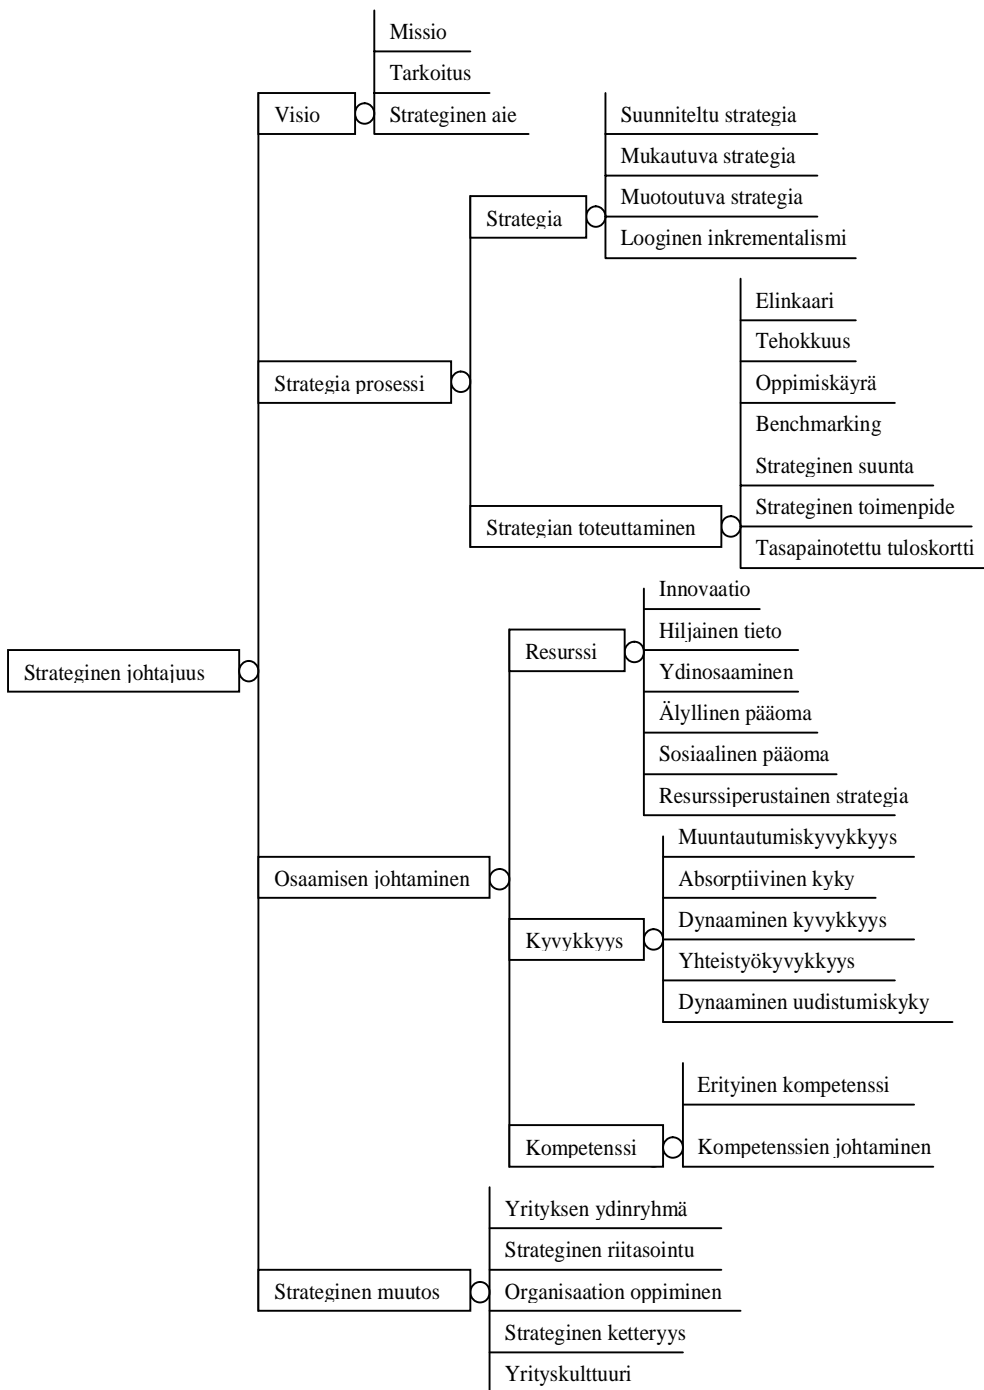 Missio
Tarkoitus
Visio
Strateginen aie
Suunniteltu strategia
Mukautuva strategia
Strategia
Muotoutuva strategia
Looginen inkrementalismi
Elinkaari
Tehokkuus
Strategia prosessi
Oppimiskäyrä
Benchmarking
Strateginen suunta
Strateginen toimenpide
Strategian toteuttaminen
Tasapainotettu tuloskortti
Innovaatio
Hiljainen tieto
Resurssi
Ydinosaaminen
Strateginen johtajuus
Älyllinen pääoma
Sosiaalinen pääoma
Resurssiperustainen strategia
Muuntautumiskyvykkyys
Osaamisen johtaminen
Absorptiivinen kyky
Dynaaminen kyvykkyys
Kyvykkyys
Yhteistyökyvykkyys
Dynaaminen uudistumiskyky
Erityinen kompetenssi
Kompetenssi
Kompetenssien johtaminen
Yrityksen ydinryhmä
Strateginen riitasointu
Strateginen muutos
Organisaation oppiminen
Strateginen ketteryys
Yrityskulttuuri